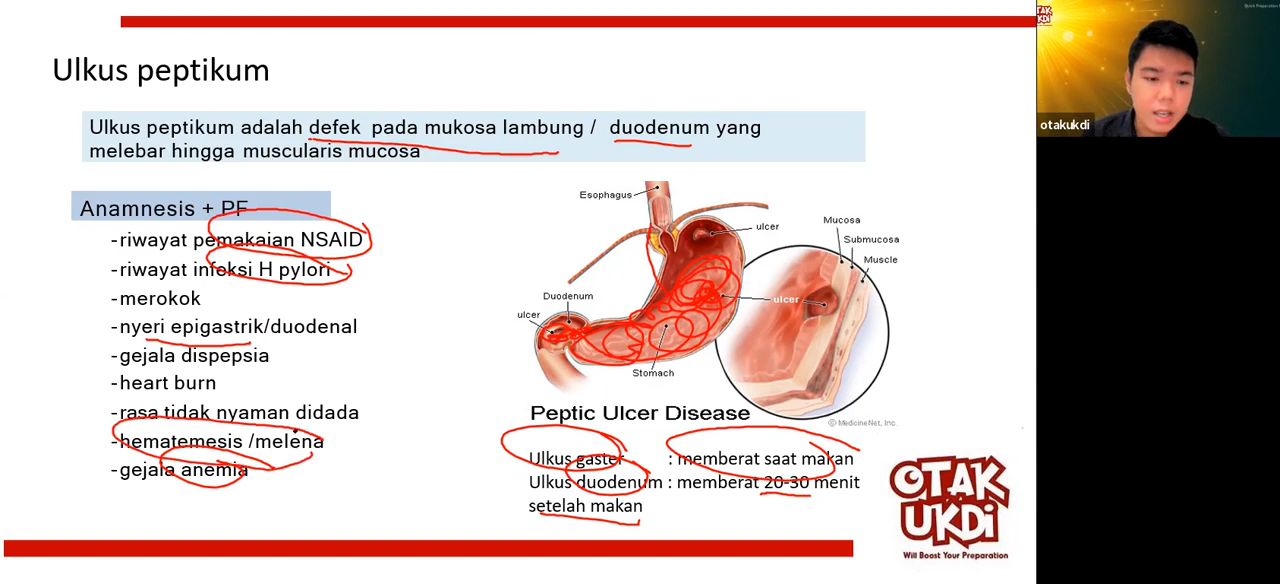 Ulkus peptikum
Ulkus peptikum adalah defek pada mukosa lambung / duodenum yang
melebar hingga muscularis mucosa
Anamnesis + PF
-riwayat pemakaian NSAID
-riwayat infeksi H pylori
-merokok
-nyeri epigastrik/duodenal
-gejala dispepsia
-heart burn
-rasa tidak nyaman didada
-hematemesis /melena
-gejala anemia
Esophagus
ulcer
Mucosa
Submucosa
Muscle
Duodenum
ulcer
ulcer
Stomach
Peptic Ulcer Disease
© MedicineNet, Inc.
Ulkus gaster : memberat saat makan
Ulkus duodenum : memberat 20-30 menit
setelah makan
OTAK
UKDI
Will Boost Your Preparation
TAK
UKDI
otakukdi